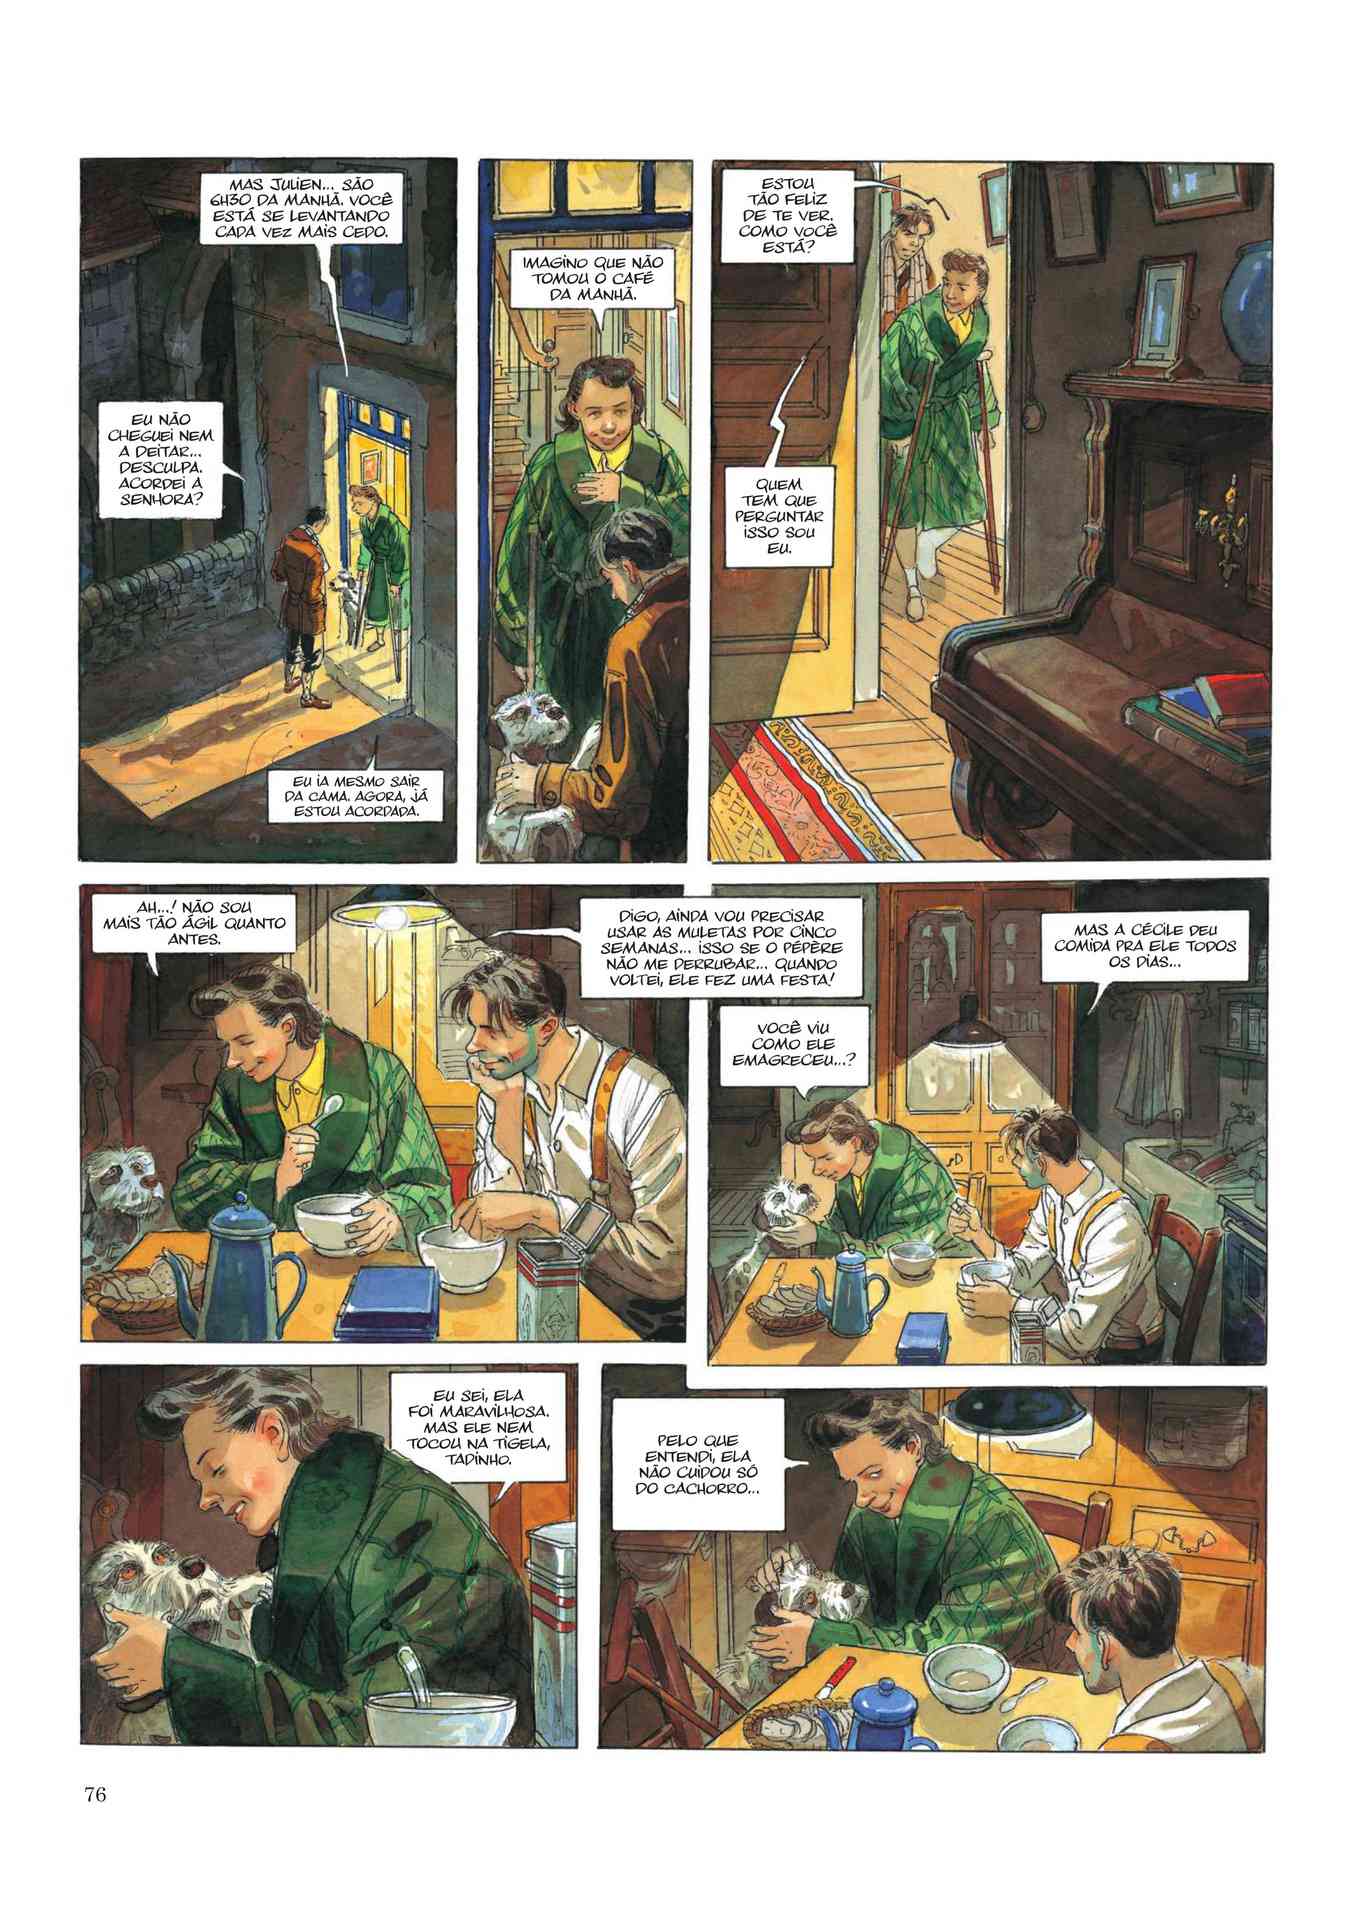 MAS JULIEN... SÃO
6H30 DA MANHÃ. VOCÊ
ESTÁ SE LEVANTANDO
CADA VEZ MAIS CEDO.
EU NÃO
CHEGUEI NEM
A DEITAR...
DESCULPA.
ACORDEI A
SENHORA?
EU IA MESMO SAIR
DA CAMA. AGORA, JÁ
ESTOU ACORDADA.
IMAGINO QUE NÃO
TOMOU O CAFÉ
DA MANHÃ.
ESTOU
TÃO FELIZ
DE TE VER.
COMO VOCÊ
ESTÁ?
QUEM
TEM QUE
PERGUNTAR
ISSO SOU
EU.
AH...! NÃO SOU
MAIS TÃO ÁGIL QUANTO
ANTES.
DIGO, AINDA VOU PRECISAR
USAR AS MULETAS POR CINCO
SEMANAS... ISSO SE O PÉPÈRE
NÃO ME DERRUBAR... QUANDO
VOLTEI, ELE FEZ UMA FESTA!
VOCÊ VIU
COMO ELE
EMAGRECEU...?
MAS A CÉCILE DEU
COMIDA PRA ELE TODOS
OS DIAS...
EU SEI, ELA
FOI MARAVILHOSA.
MAS ELE NEM
TOCOU NA TIGELA,
TADINHO.
PELO QUE
ENTENDI, ELA
NÃO CUIDOU SÓ
DO CACHORRO...
76